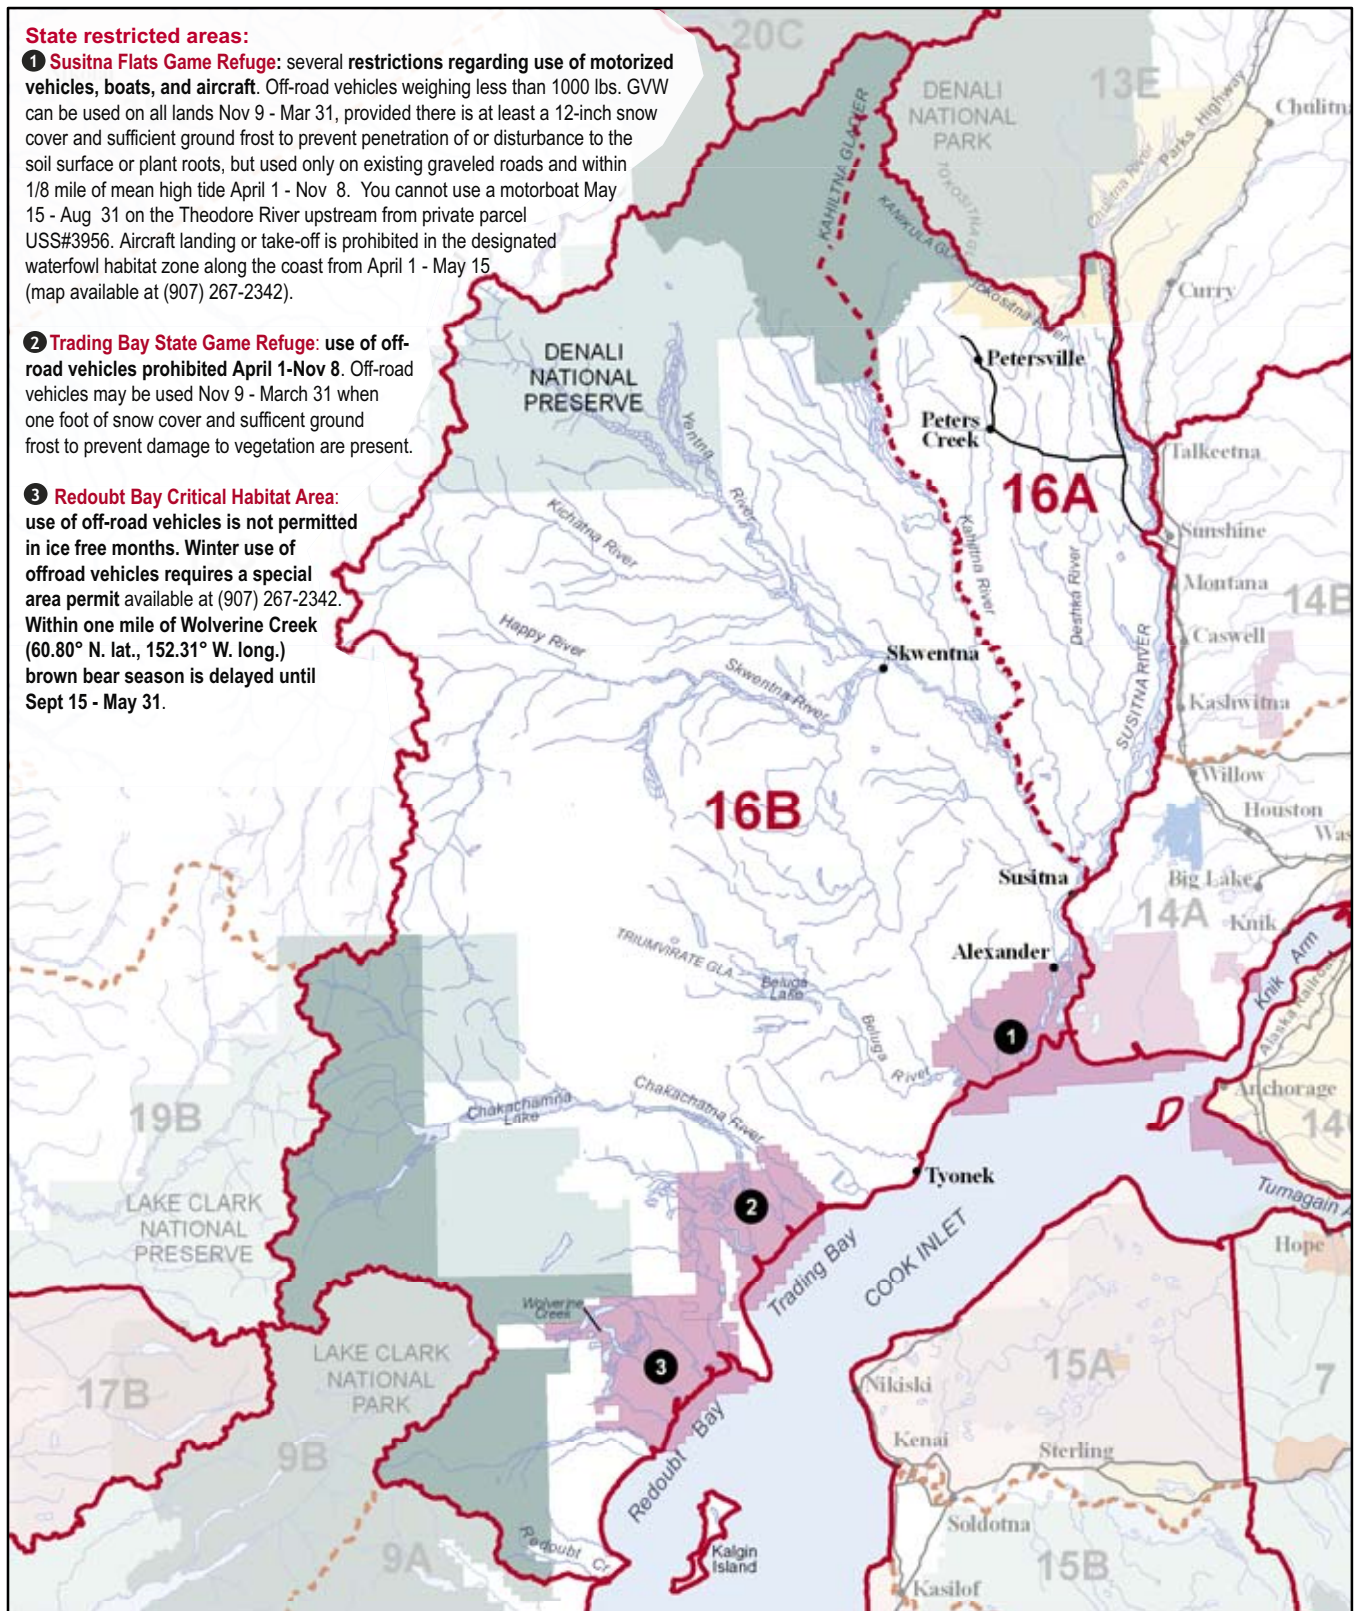 State restricted areas:
1 Susitna Flats Game Refuge: several restrictions regarding use of motorized
vehicles, boats, and aircraft. Off-road vehicles weighing less than 1000 lbs. GVW
can be used on all lands Nov 9 - Mar 31, provided there is at least a 12-inch snow
cover and sufficient ground frost to prevent penetration of or disturbance to the
soil surface or plant roots, but used only on existing graveled roads and within
1/8 mile of mean high tide April 1 - Nov 8. You cannot use a motorboat May
15 - Aug 31 on the Theodore River upstream from private parcel
USS#3956. Aircraft landing or take-off is prohibited in the designated
waterfowl habitat zone along the coast from April 1 - May 15
(map available at (907) 267-2342).
2 Trading Bay State Game Refuge: use of off-
road vehicles prohibited April 1-Nov 8. Off-road
vehicles may be used Nov 9 - March 31 when
one foot of snow cover and sufficent ground
frost to prevent damage to vegetation are present.
3 Redoubt Bay Critical Habitat Area:
use of off-road vehicles is not permitted
in ice free months. Winter use of
offroad vehicles requires a special
area permit available at (907) 267-2342.
Within one mile of Wolverine Creek
(60.80° N. lat., 152.31° W. long.)
brown bear season is delayed until
Sept 15 - May 31.
20C
13E
DENALI
NATIONAL
PARK
Parks Highway
Chulitna River
KAHILTNA GLACIER
KANIKULA GLA
Tokositna River
Curry
DENALI
NATIONAL
PRESERVE
Petersville
Peters
Creek
Talkeetna
16A
Yentna
River
Kichatna River
Kahiltna River
Deshka River
Sunshine
Montana
14B
Caswell
Happy River
Skwentna
Skwentna River
SUSITNA RIVER
Kashwitna
Willow
16B
Houston
Susitna
Big Lake
14A
Knik
Knik Arm
Alaska Railroad
Alexander
TRIUMVIRATE GLA
Beluga
Lake
Beluga
River
1
Anchorage
Chakachamna
Lake
Chakachatna River
19B
Tyonek
2
LAKE CLARK
NATIONAL
PRESERVE
Trading Bay
COOK INLET
Hope
Wolverine
Creek
LAKE CLARK
NATIONAL
PARK
3
15A
7
17B
Nikiski
Redoubt Bay
Kenai
Sterling
9B
Soldotna
9A
Redoubt Cr
Kalgin
Island
15B
Kasilof